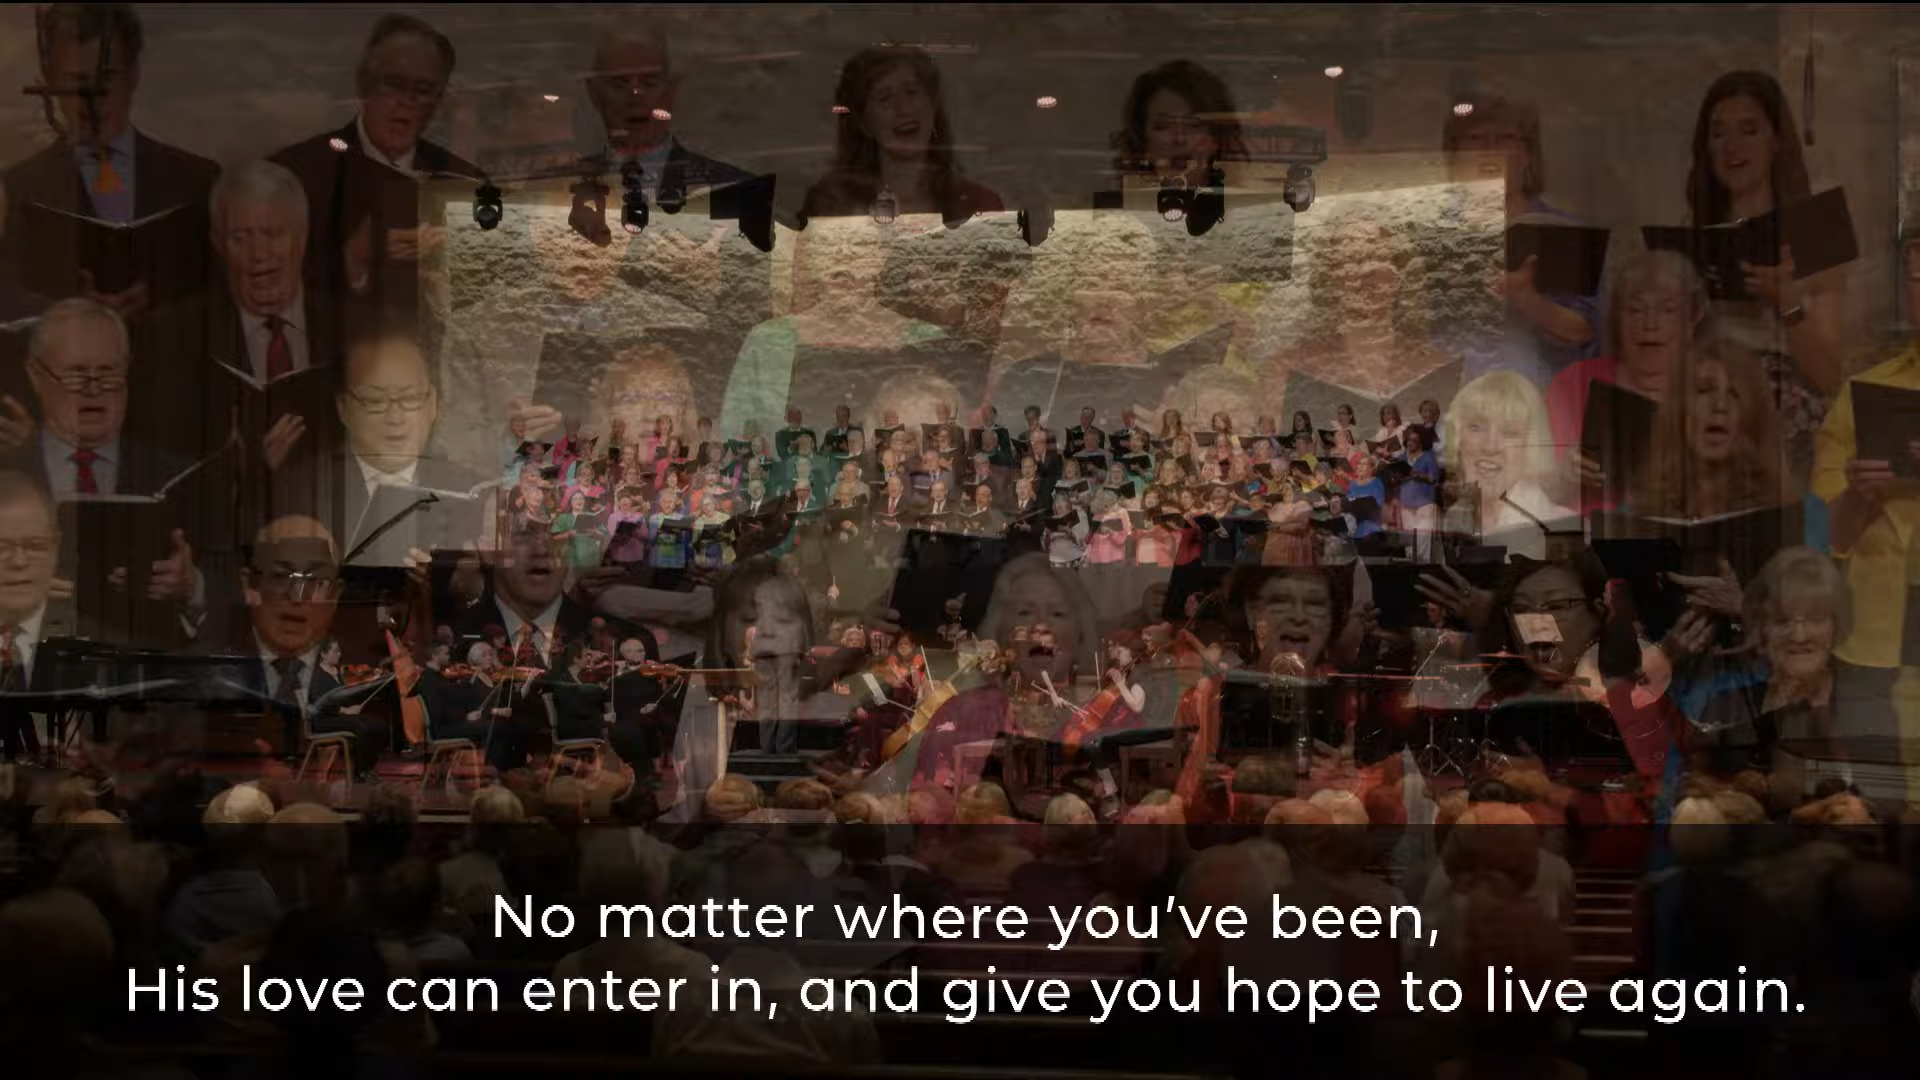 No matter where you've been,
His love can enter in, and give you hope to live again.